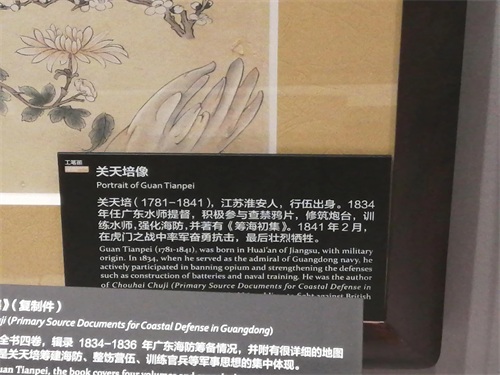 工笔画
关天培像
Portrait of Guan Tianpei
关天培（1781-1841），江苏淮安人，行伍出身。1834
年任广东水师提督，积极参与查禁鸦片，修筑炮台，训
练水师，强化海防，并著有《筹海初集》。1841 年 2 月，
在虎门之战中率军奋勇抗击，最后壮烈牺牲。
Guan Tianpei (1781-1841), was born in Huai'an of Jiangsu, with military
origin. In 1834, when he served as the admiral of Guangdong navy, he
actively participated in banning opium and strengthening the defenses
such as construction of batteries and naval training. He was the author
of Chouhai Chuji (Primary Source Documents for Coastal Defense in
to fight against British
》（复制件）
ji (Primary Source Documents for Coastal Defense in Guangdong)
全书四卷，辑录 1834-1836 年广东海防筹备情况，并附有很详细的地图
是关天培筹建海防、整饬营伍、训练官兵等军事思想的集中体现。
uan Tianpei, the book covers four volumes